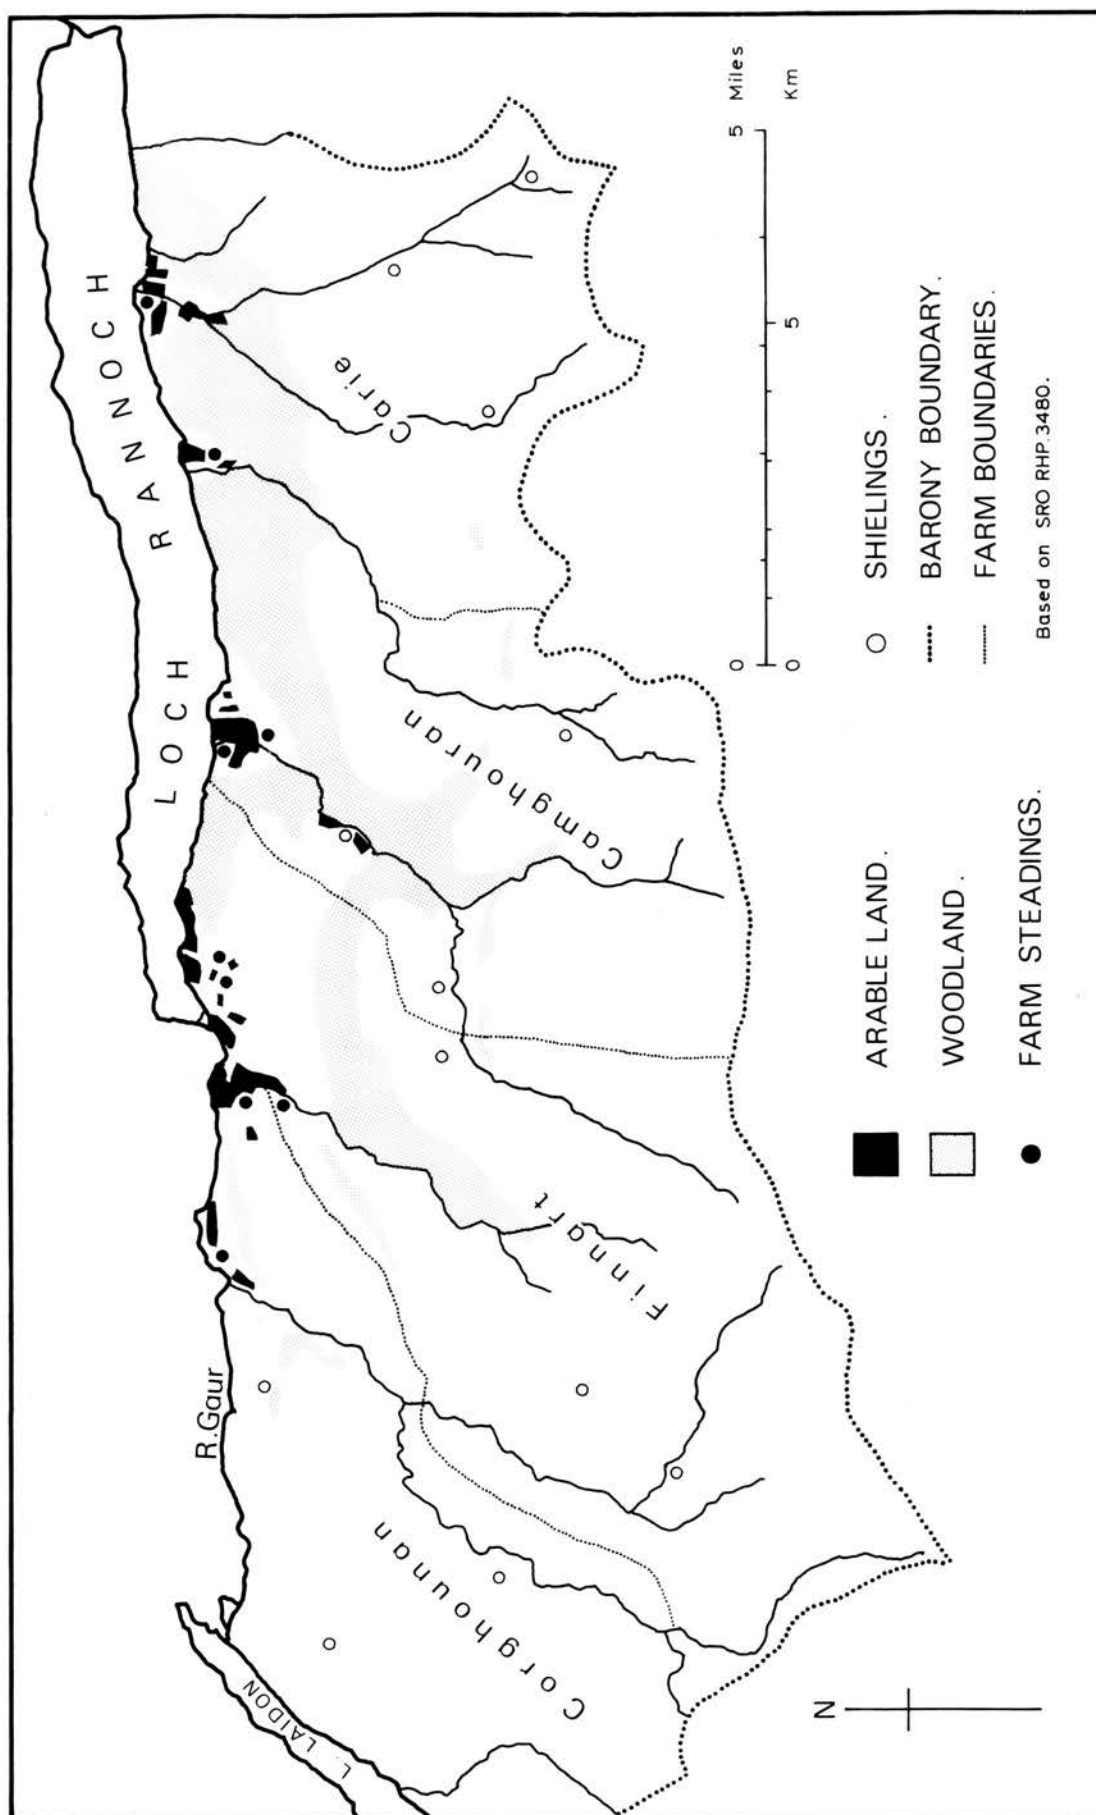 LOCH RANNOCH
R. Gaur
L. LAIDON
Corghounan
Finnart
Camghouran
Carie
N
0 5 Miles
0 5 Km
ARABLE LAND.
WOODLAND.
FARM STEADINGS.
SHIELINGS.
BARONY BOUNDARY.
FARM BOUNDARIES.
Based on SRO RHP. 3480.